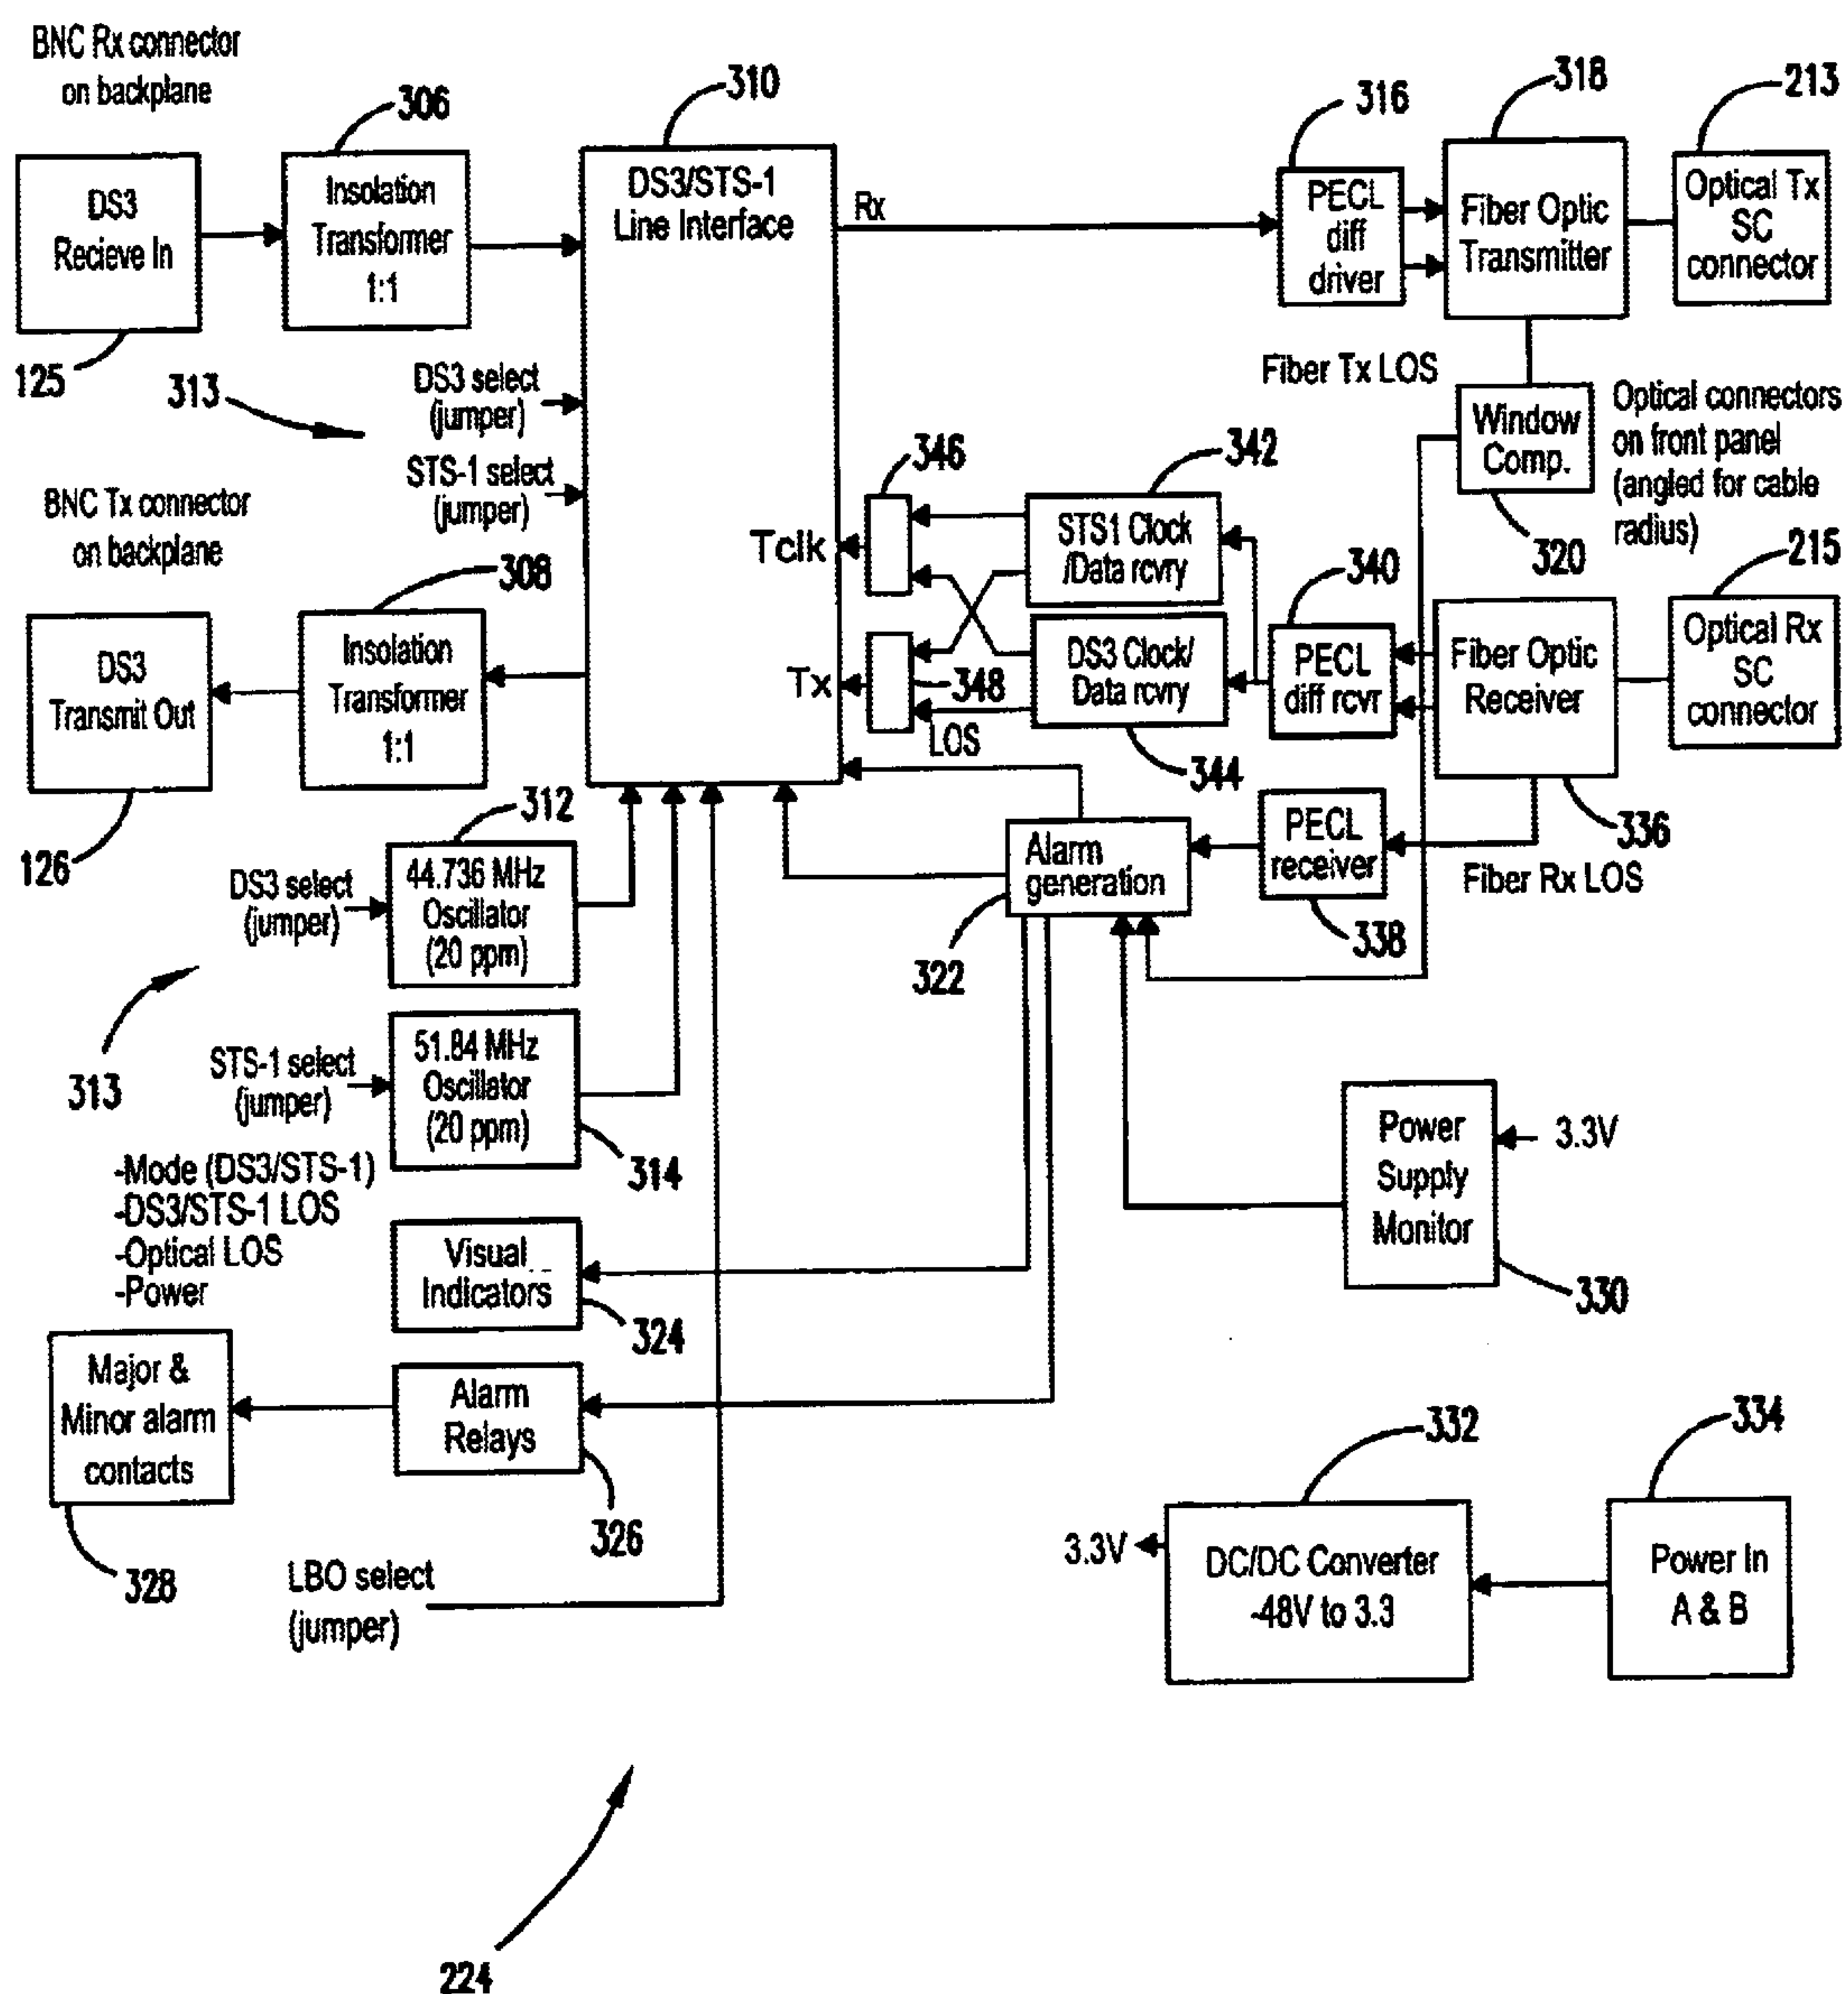 BNC Rx connector
on backplane
306
310
316
318
213
DS3
Recieve In
Insolation
Transformer
1:1
DS3/STS-1
Line Interface
Rx
PECL
diff
driver
Fiber Optic
Transmitter
Optical Tx
SC
connector
125
313
DS3 select
(jumper)
STS-1 select
(jumper)
Fiber Tx LOS
Window
Comp.
320
Optical connectors
on front panel
(angled for cable
radius)
BNC Tx connector
on backplane
308
346
342
340
215
Tclk
STS1 Clock
/Data rcvry
DS3
Transmit Out
Insolation
Transformer
1:1
Tx
348
LOS
DS3 Clock/
Data rcvry
344
PECL
diff rcvr
Fiber Optic
Receiver
336
Optical Rx
SC
connector
126
312
DS3 select
(jumper)
44.736 MHz
Oscillator
(20 ppm)
Alarm
generation
322
PECL
receiver
338
Fiber Rx LOS
313
STS-1 select
(jumper)
51.84 MHz
Oscillator
(20 ppm)
314
Power
Supply
Monitor
3.3V
330
-Mode (DS3/STS-1)
-DS3/STS-1 LOS
-Optical LOS
-Power
Visual
Indicators
324
Major &
Minor alarm
contacts
328
Alarm
Relays
326
332
334
3.3V
DC/DC Converter
-48V to 3.3
Power In
A & B
LBO select
(jumper)
224